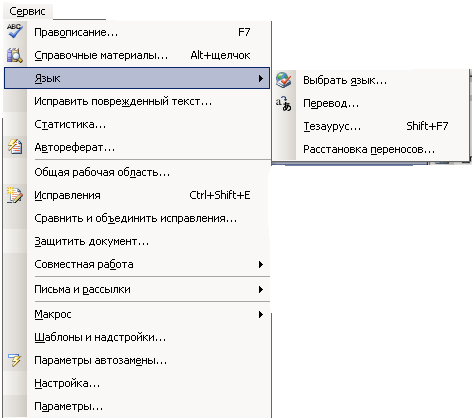 Сервис
Правописание... F7
Справочные материалы... Alt+щелчок
Язык
Выбрать язык...
Перевод...
Тезаурус... Shift+F7
Расстановка переносов...
Исправить поврежденный текст...
Статистика...
Автореферат...
Общая рабочая область...
Исправления Ctrl+Shift+E
Сравнить и объединить исправления...
Защитить документ...
Совместная работа
Письма и рассылки
Макрос
Шаблоны и надстройки...
Параметры автозамены...
Настройка...
Параметры...